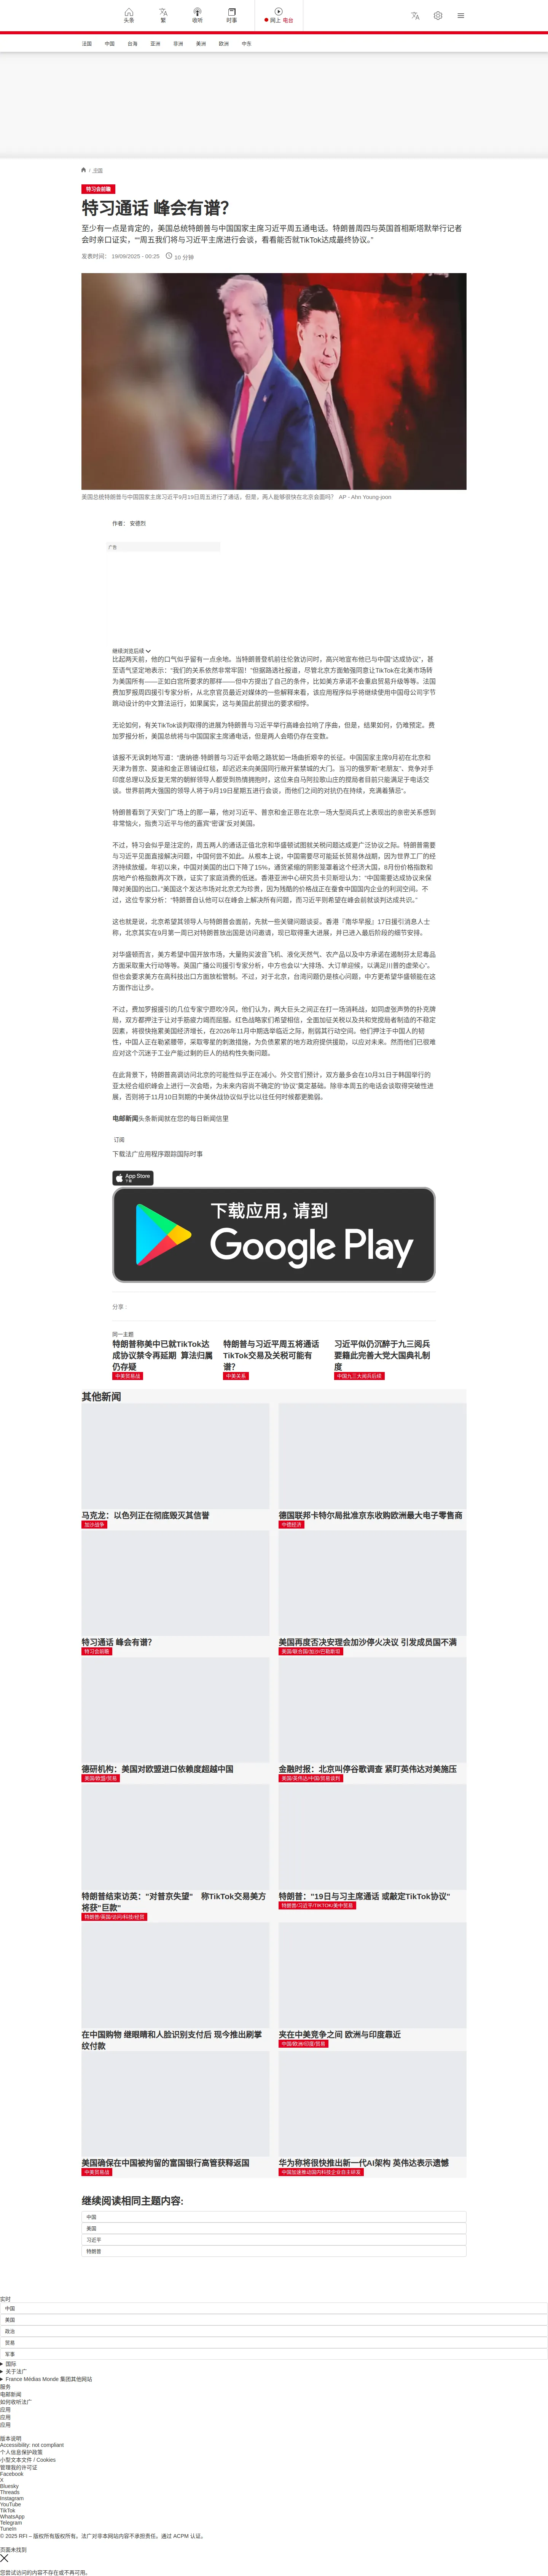 头条
繁
收听
时事
网上 电台
法国
中国
台海
亚洲
非洲
美洲
欧洲
中东
/ 中国
特习会前瞻
特习通话 峰会有谱？
至少有一点是肯定的，美国总统特朗普与中国国家主席习近平周五通电话。特朗普周四与英国首相斯塔默举行记者
会时亲口证实，““周五我们将与习近平主席进行会谈，看看能否就TikTok达成最终协议。”
发表时间： 19/09/2025 - 00:25
10 分钟
美国总统特朗普与中国国家主席习近平9月19日周五进行了通话，但普，两人能够很快在北京会面吗？ AP - Ahn Young-joon
作者： 安德烈
广告
继续浏览后续
比起两天前，他的口气似乎留有一点余地。当特朗普登机前往伦敦访问时，高兴地宣布他已与中国“达成协议”，甚
至语气坚定地表示：“我们的关系依然非常牢固！”但据路透社报道，尽管北京方面勉强同意让TikTok在北美市场转
为美国所有——正如白宫所要求的那样——但中方提出了自己的条件，比如美方承诺不会重启贸易升级等等。法国
费加罗报周四援引专家分析，从北京官员最近对媒体的一些解释来看，该应用程序似乎将继续使用中国母公司字节
跳动设计的中文算法运行，如果属实，这与美国此前提出的要求相悖。
无论如何，有关TikTok谈判取得的进展为特朗普与习近平举行高峰会拉响了序曲，但是，结果如何，仍难预定。费
加罗报分析，美国总统将与中国国家主席通电话，但是两人会晤仍存在变数。
该报不无讽刺地写道：“唐纳德·特朗普与习近平会晤之路犹如一场曲折艰辛的长征。中国国家主席9月初在北京和
天津为普京、莫迪和金正恩铺设红毯，却迟迟未向美国同行敞开紫禁城的大门。当习的俄罗斯“老朋友”、竞争对手
印度总理以及反复无常的朝鲜领导人都受到热情拥抱时，这位来自马阿拉歌山庄的搅局者目前只能满足于电话交
谈。世界前两大强国的领导人将于9月19日星期五进行会谈，而他们之间的对抗仍在持续，充满着猜忌”。
特朗普看到了天安门广场上的那一幕，他对习近平、普京和金正恩在北京一场大型阅兵式上表现出的亲密关系感到
非常恼火，指责习近平与他的嘉宾“密谋”反对美国。
不过，特习会似乎是注定的，周五两人的通话正值北京和华盛顿试图就关税问题达成更广泛协议之际。特朗普需要
与习近平见面直接解决问题，中国何尝不如此。从根本上说，中国需要尽可能延长贸易休战期，因为世界工厂的经
济持续放缓。年初以来，中国对美国的出口下降了15%，通货紧缩的阴影笼罩着这个世界第二大经济大国，8月份价格指数和
房地产价格指数再次下跌，证实了家庭消费低迷。香港亚洲中心研究员卡贝斯坦认为：“中国需要达成协议来保
障对美国的出口。”美国这个发达市场对北京尤为珍贵，因为残酷的价格战正在蚕食中国国内企业的利润空间。不
过，这位专家分析：“特朗普自认他可以在峰会上解决所有问题，而习近平则希望在峰会前就谈判达成共识。”
这也就是说，北京希望其领导人与特朗普会面前，先就一些关键问题谈妥。香港『南华早报』17日援引消息人士
称，北京其实在9月第一周已对特朗普放出国是访问邀请，现已取得重大进展，并已进入最后阶段的细节安排。
对华盛顿而言，美方希望中国开放市场，大量购买波音飞机、液化天然气、农产品以及中方承诺在遏制芬太尼毒品
方面采取重大行动等等。英国广播公司援引专家分析，中方也会以“大排场、大订单迎候，以满足川普的虚荣心”。
但也会要求美方在高科技出口方面放松管制。不过，对于北京，台湾问题仍是核心问题，中方更希望华盛顿能在这
方面作出让步。
不过，费加罗报援引的几位专家宁愿吹冷风，他们认为，两大巨头之间正在打一场消耗战，如同虚张声势的扑克牌
局，双方都押注于让对手筋疲力竭而屈服。红色战略家们希望相信，全面加征关税以及共和党搅局者制造的不稳定
因素，将很快拖累美国经济增长，在2026年11月中期选举临近之际，削弱其行动空间。他们押注于中国人的韧
性，中国人正在勒紧腰带，采取零星的刺激措施，为负债累累的地方政府提供援助，以应对未来。然而他们已很难
应对这个沉迷于工业产能过剩的巨人的结构性失衡问题。
在此背景下，特朗普高调访问北京的可能性似乎正在减小。外交官们预计，双方最多会在10月31日于韩国举行的
亚太经合组织峰会上进行一次会晤，为未来内容尚不确定的“协议”奠定基础。除非本周五的电话会谈取得突破性进
展，否则将于11月10日到期的中美休战协议似乎比以往任何时候都更脆弱。
电邮新闻头条新闻就在您的每日新闻信里
订阅
下载法广应用程序跟踪国际时事
App Store
下载
下载应用，请到
Google Play
分享 :
同一主题
特朗普称美中已就TikTok达成协议禁令再延期 算法归属仍存疑
中美贸易战
特朗普与习近平周五将通话 TikTok交易及关税可能有谱？
中美关系
习近平似仍沉醉于九三阅兵 要籍此完善大党大国典礼制度
中国九三大阅兵后续
其他新闻
马克龙：以色列正在彻底毁灭其信誉
加沙战争
德国联邦卡特尔局批准京东收购欧洲最大电子零售商
中德经济
特习通话 峰会有谱？
特习会前瞻
美国再度否决安理会加沙停火决议 引发成员国不满
美国/联合国/加沙/巴勒斯坦
德研机构：美国对欧盟进口依赖度超越中国
美国/欧盟/贸易
金融时报：北京叫停谷歌调查 紧盯英伟达对美施压
美国/英伟达/中国/贸易谈判
特朗普结束访英："对普京失望" 称TikTok交易美方将获"巨款"
特朗普/英国/访问/科技/经贸
特朗普："19日与习主席通话 或敲定TikTok协议"
特朗普/习近平/TIKTOK/美中贸易
在中国购物 继眼睛和人脸识别支付后 现今推出刷掌纹付款
夹在中美竞争之间 欧洲与印度靠近
中国/欧洲/印度/贸易
美国确保在中国被拘留的富国银行高管获释返国
中美贸易战
华为称将很快推出新一代AI架构 英伟达表示遗憾
中国加速推动国内科技企业自主研发
继续阅读相同主题内容:
中国
美国
习近平
特朗普
实时
中国
美国
政治
贸易
军事
国际
关于法广
France Médias Monde 集团其他网站
服务
电邮新闻
如何收听法广
应用
应用
应用
版本说明
Accessibility: not compliant
个人信息保护政策
小型文本文件 / Cookies
管理我的许可证
Facebook
X
Bluesky
Threads
Instagram
YouTube
TikTok
WhatsApp
Telegram
TuneIn
© 2025 RFI – 版权所有版权所有。法广对非本网站内容不承担责任。通过 ACPM 认证。
页面未找到
您尝试访问的内容不存在或不再可用。